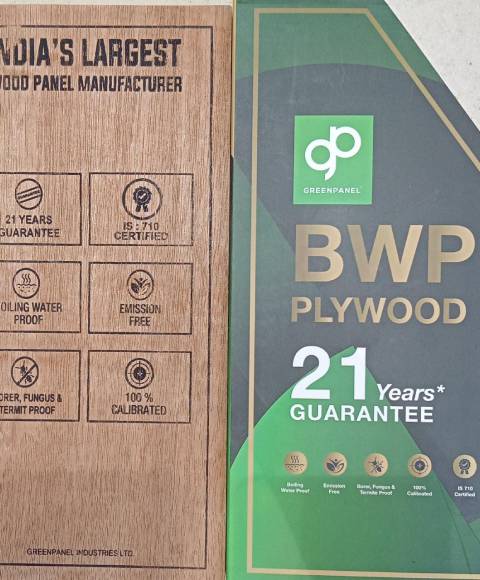 NDIA'S LARGEST
WOOD PANEL MANUFACTURER
21 YEARS
GUARANTEE
IS : 710
CERTIFIED
OILING WATER
PROOF
EMISSION
FREE
ORER, FUNGUS &
TERMIT PROOF
100 %
CALIBRATED
GREENPANEL INDUSTRIES LTD.
gp
GREENPANEL
BWP
PLYWOOD
21 Years*
GUARANTEE
Boiling
Water Proof
Emission
Free
Borer, Fungus &
Termite Proof
100%
Calibrated
IS 710
Certified